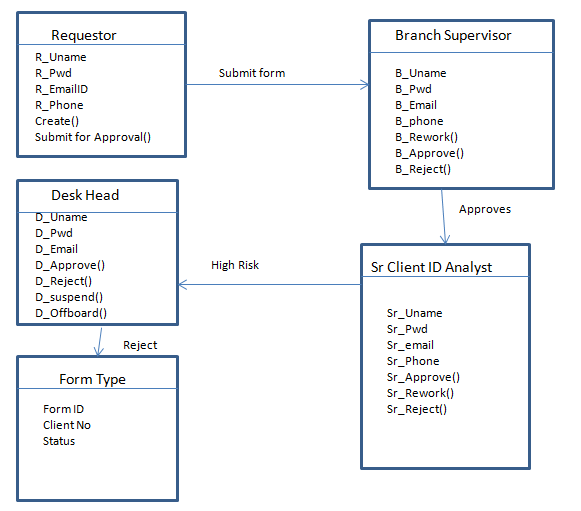 Requestor
R_Uname
R_Pwd
R_EmailID
R_Phone
Create()
Submit for Approval()
Submit form
Branch Supervisor
B_Uname
B_Pwd
B_Email
B_phone
B_Rework()
B_Approve()
B_Reject()
Approves
Desk Head
D_Uname
D_Pwd
D_Email
D_Approve()
D_Reject()
D_suspend()
D_Offboard()
High Risk
Sr Client ID Analyst
Sr_Uname
Sr_Pwd
Sr_email
Sr_Phone
Sr_Approve()
Sr_Rework()
Sr_Reject()
Reject
Form Type
Form ID
Client No
Status